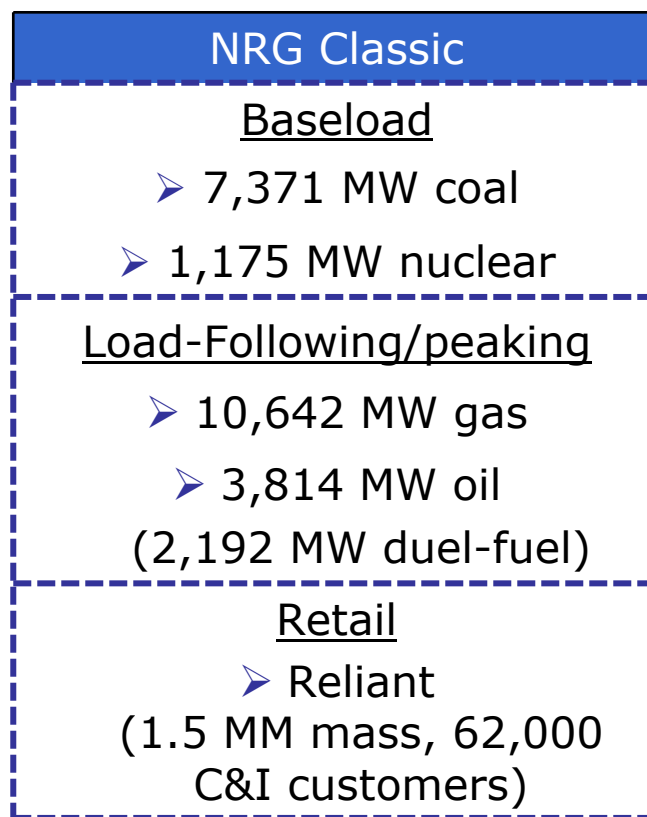 NRG Classic
Baseload
➢ 7,371 MW coal
➢ 1,175 MW nuclear
Load-Following/peaking
➢ 10,642 MW gas
➢ 3,814 MW oil
(2,192 MW duel-fuel)
Retail
➢ Reliant
(1.5 MM mass, 62,000
C&I customers)